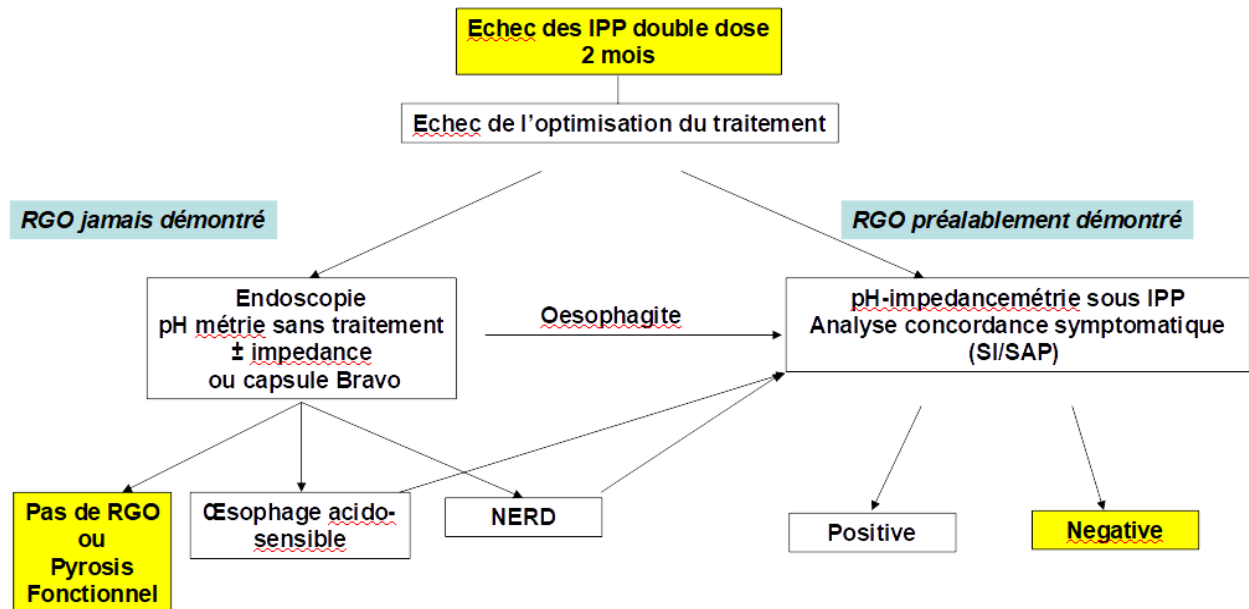 Echec des IPP double dose
2 mois
Echec de l'optimisation du traitement
RGO jamais démontré
RGO préalablement démontré
Endoscopie
pH métrie sans traitement
± impedance
ou capsule Bravo
Oesophagite
pH-impedancemétrie sous IPP
Analyse concordance symptomatique
(SI/SAP)
Pas de RGO
ou
Pyrosis
Fonctionnel
Œsophage acido-
sensible
NERD
Positive
Negative